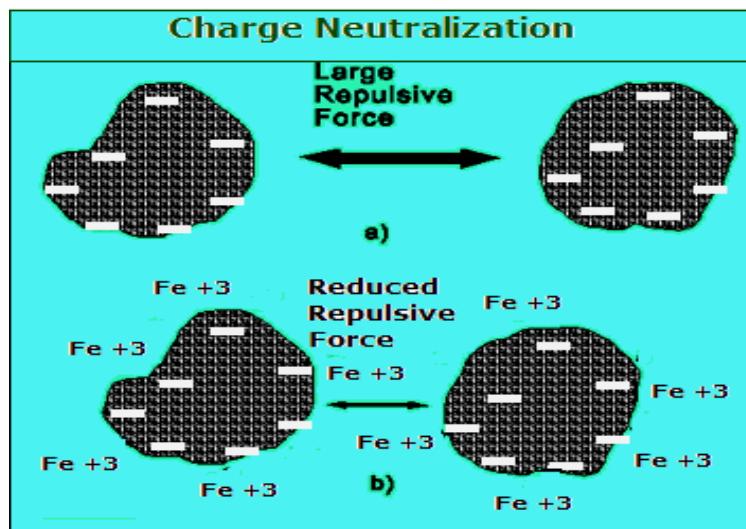 Charge Neutralization
Large
Repulsive
Force
a)
Fe +3
Reduced
Repulsive
Force
Fe +3
Fe +3
Fe +3
Fe +3
Fe +3
Fe +3
Fe +3
Fe +3
b)
Fe +3